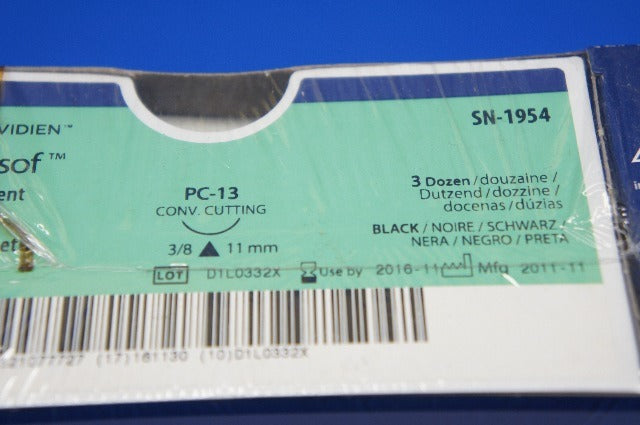 VIDIEN™
SN-1954
sof™
ent
PC-13
CONV. CUTTING
3/8 11 mm
3 Dozen / douzaine /
Dutzend / dozzine /
docenas / dúzias
BLACK / NOIRE / SCHWARZ
NERA / NEGRO / PRETA
LOT D1L0332X Use by 2016-11 Mfg 2011-11
21077727 (17)161130 (10)D1L0332X